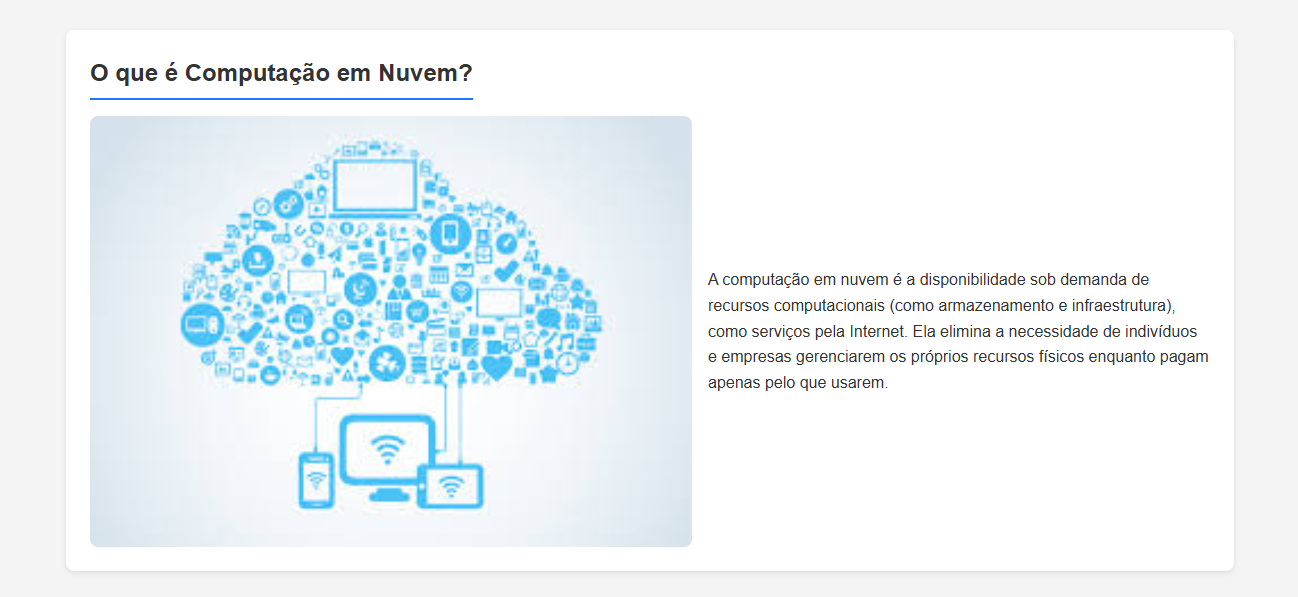 O que é Computação em Nuvem?
A computação em nuvem é a disponibilidade sob demanda de
recursos computacionais (como armazenamento e infraestrutura),
como serviços pela Internet. Ela elimina a necessidade de indivíduos
e empresas gerenciarem os próprios recursos físicos enquanto pagam
apenas pelo que usarem.